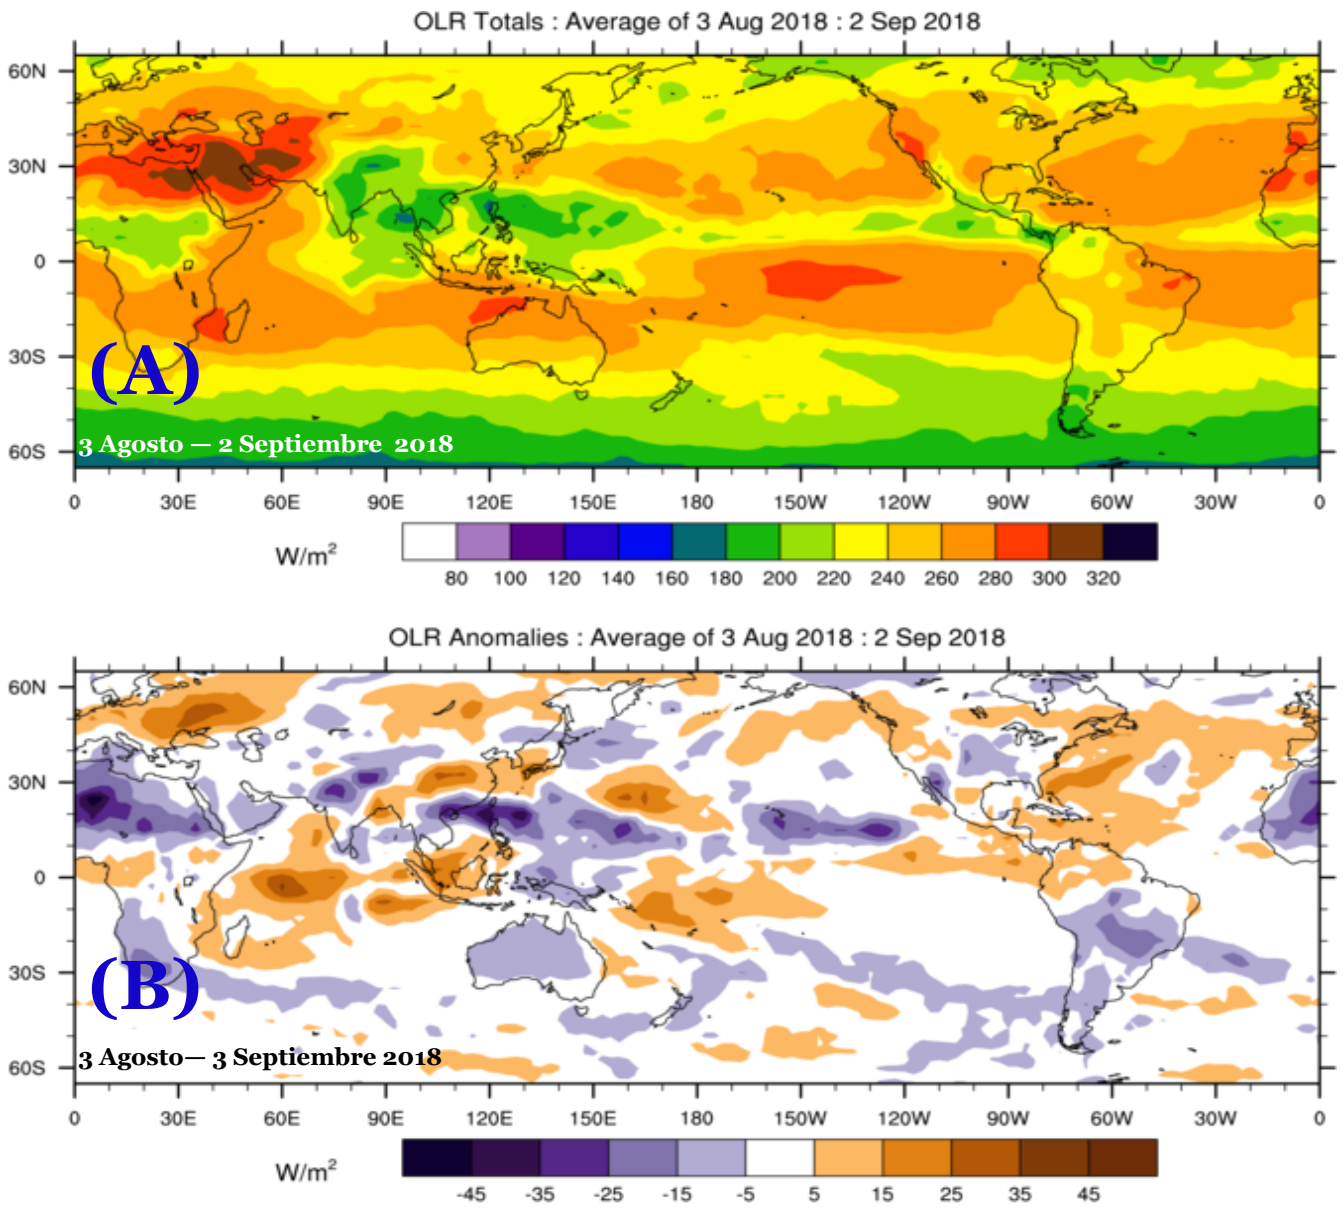 OLR Totals : Average of 3 Aug 2018 : 2 Sep 2018
60N
30N
0
30S
60S
(A)
3 Agosto — 2 Septiembre 2018
0 30E 60E 90E 120E 150E 180 150W 120W 90W 60W 30W 0
W/m²
80 100 120 140 160 180 200 220 240 260 280 300 320
OLR Anomalies : Average of 3 Aug 2018 : 2 Sep 2018
60N
30N
0
30S
60S
(B)
3 Agosto— 3 Septiembre 2018
0 30E 60E 90E 120E 150E 180 150W 120W 90W 60W 30W 0
W/m²
-45 -35 -25 -15 -5 5 15 25 35 45